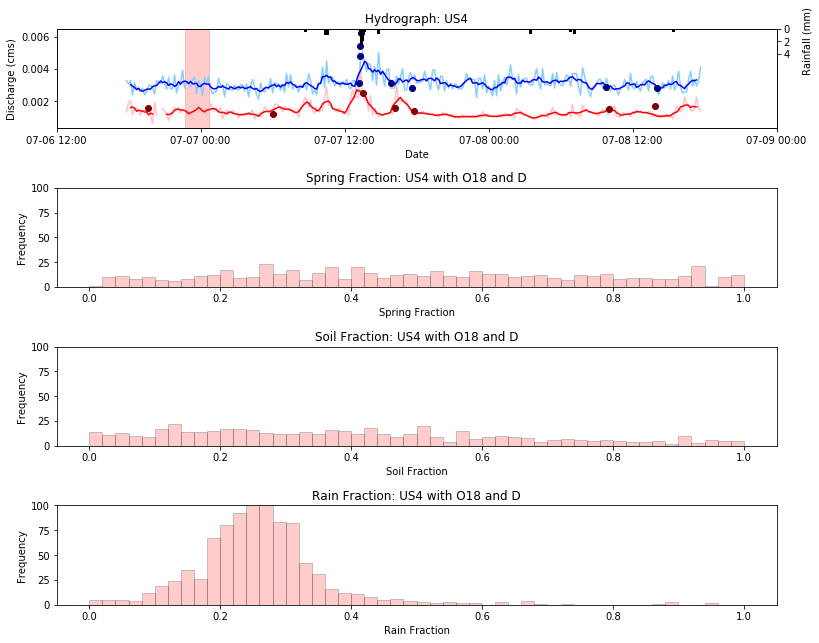 Hydrograph: US4
0.006
0.004
0.002
Discharge (cms)
0
2
4
Rainfall (mm)
07-06 12:00 07-07 00:00 07-07 12:00 07-08 00:00 07-08 12:00 07-09 00:00
Date
Spring Fraction: US4 with O18 and D
100
75
50
25
0
Frequency
0.0 0.2 0.4 0.6 0.8 1.0
Spring Fraction
Soil Fraction: US4 with O18 and D
100
75
50
25
0
Frequency
0.0 0.2 0.4 0.6 0.8 1.0
Soil Fraction
Rain Fraction: US4 with O18 and D
100
75
50
25
0
Frequency
0.0 0.2 0.4 0.6 0.8 1.0
Rain Fraction